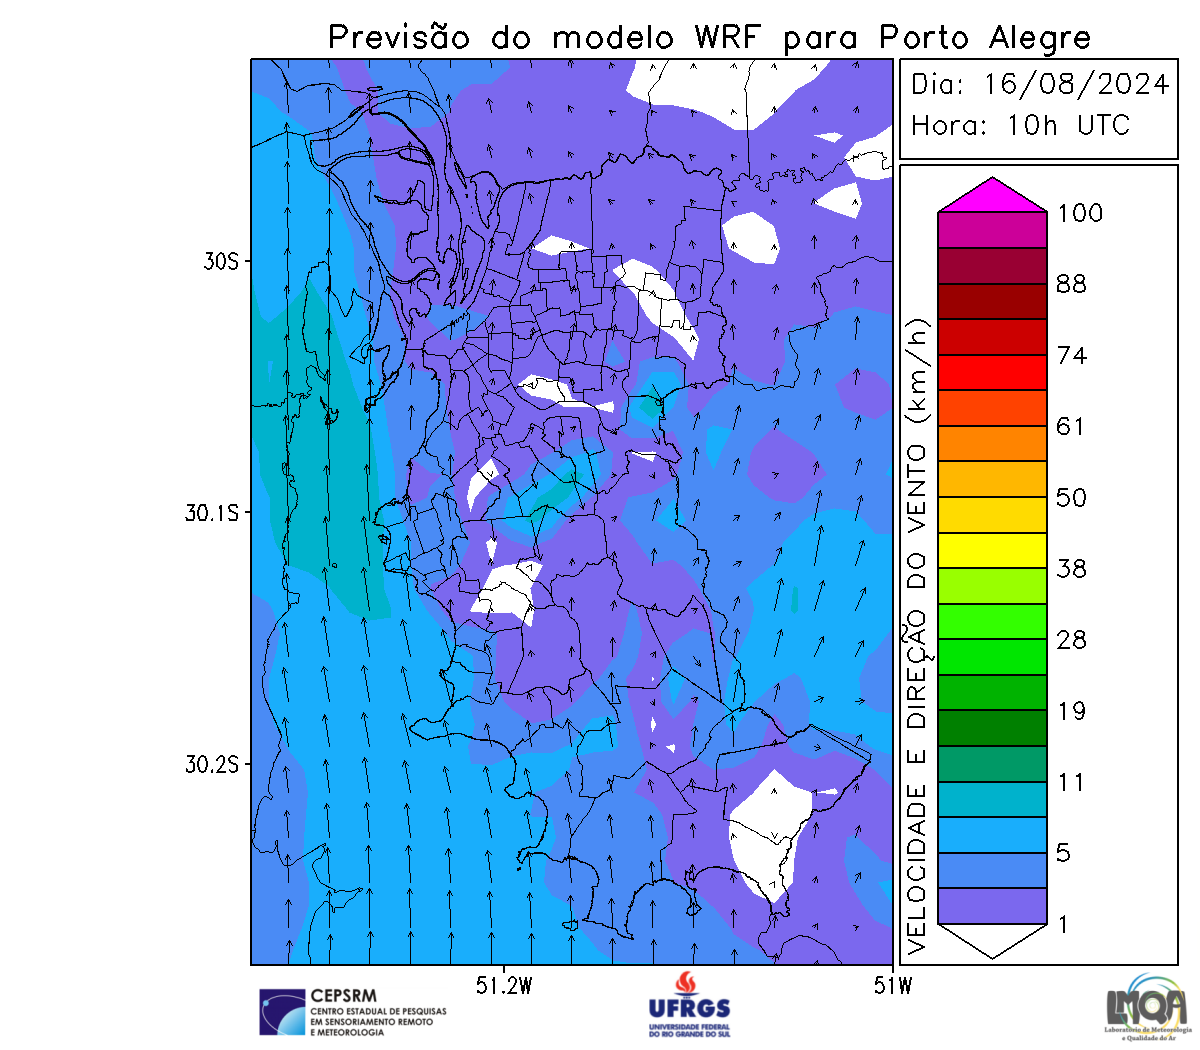 Previsão do modelo WRF para Porto Alegre
Dia: 16/08/2024
Hora: 10h UTC
100
88
74
61
50
38
28
19
11
5
1
VELOCIDADE E DIREÇÃO DO VENTO (km/h)
30S
30.1S
30.2S
51.2W
51W
CEPSRM
CENTRO ESTADUAL DE PESQUISAS
EM SENSORIAMENTO REMOTO
E METEOROLOGIA
UFRGS
UNIVERSIDADE FEDERAL
DO RIO GRANDE DO SUL
LMQA
Laboratório de Meteorologia
e Qualidade do Ar